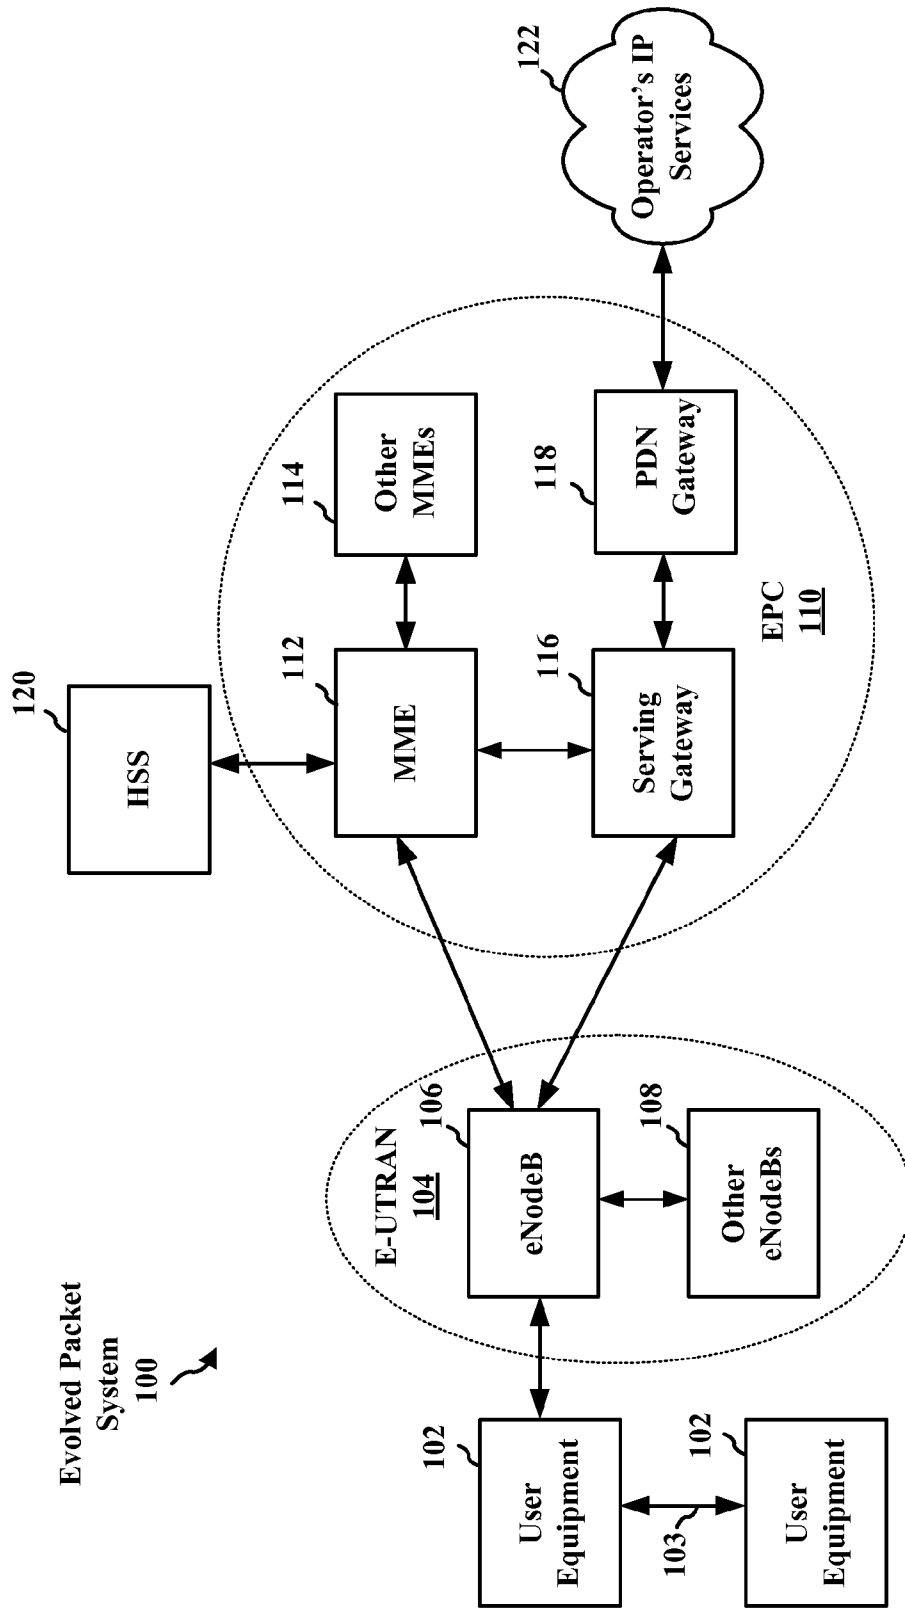 Evolved Packet
System
100
HSS
120
E-UTRAN
104
User
Equipment
102
eNodeB
106
MME
112
Other
MMEs
114
103
User
Equipment
102
Other
eNodeBs
108
Serving
Gateway
116
PDN
Gateway
118
EPC
110
Operator's IP
Services
122